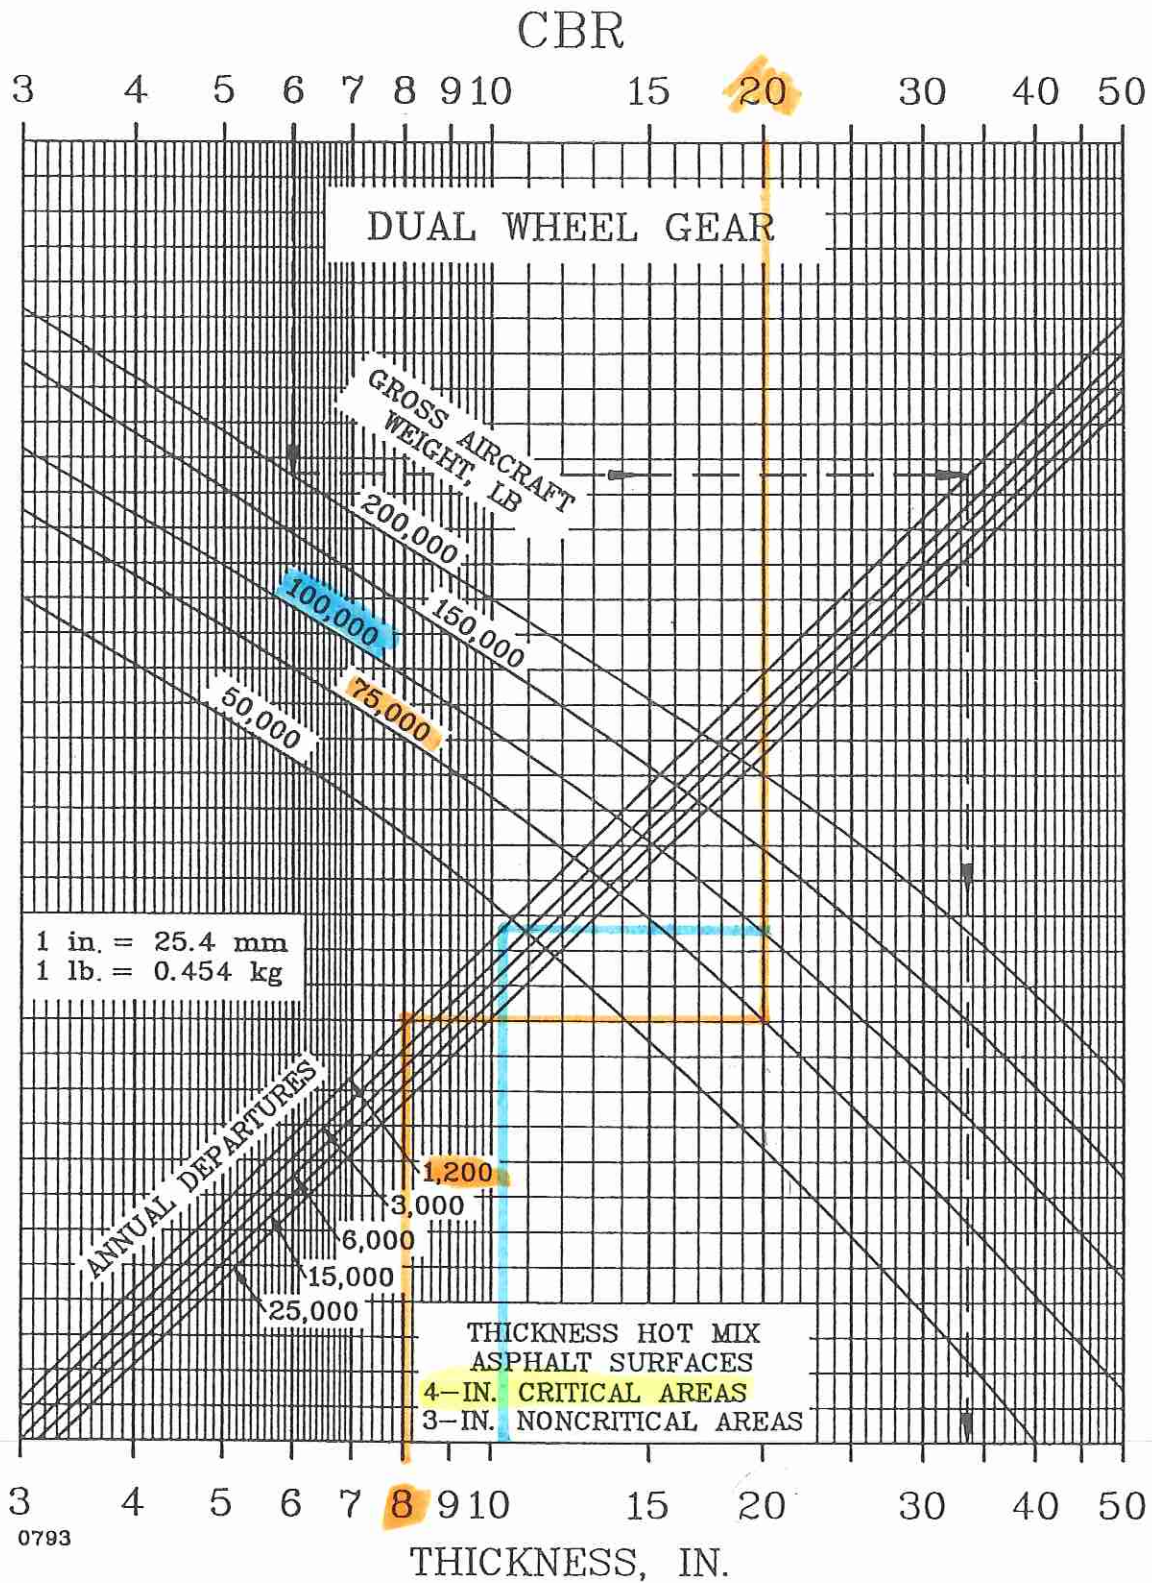 CBR
3 4 5 6 7 8 9 10 15 20 30 40 50
DUAL WHEEL GEAR
GROSS AIRCRAFT
WEIGHT, LB
200,000
150,000
100,000
75,000
50,000
1 in. = 25.4 mm
1 lb. = 0.454 kg
ANNUAL DEPARTURES
1,200
3,000
6,000
15,000
25,000
THICKNESS HOT MIX
ASPHALT SURFACES
4-IN. CRITICAL AREAS
3-IN. NONCRITICAL AREAS
3 4 5 6 7 8 9 10 15 20 30 40 50
0793
THICKNESS, IN.